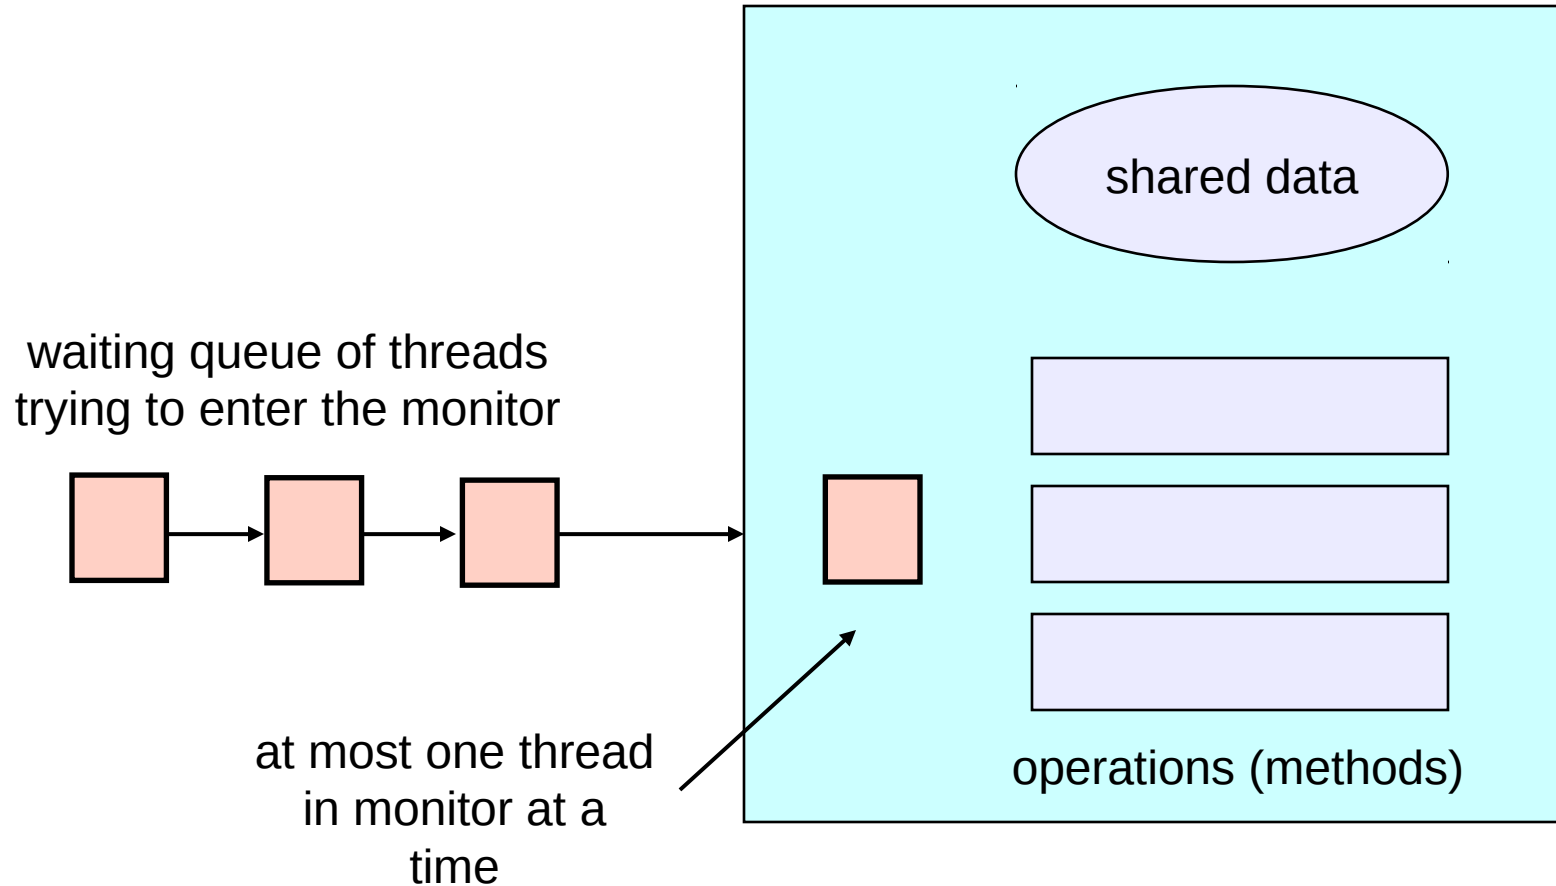 shared data
waiting queue of threads
trying to enter the monitor
at most one thread
in monitor at a
time
operations (methods)